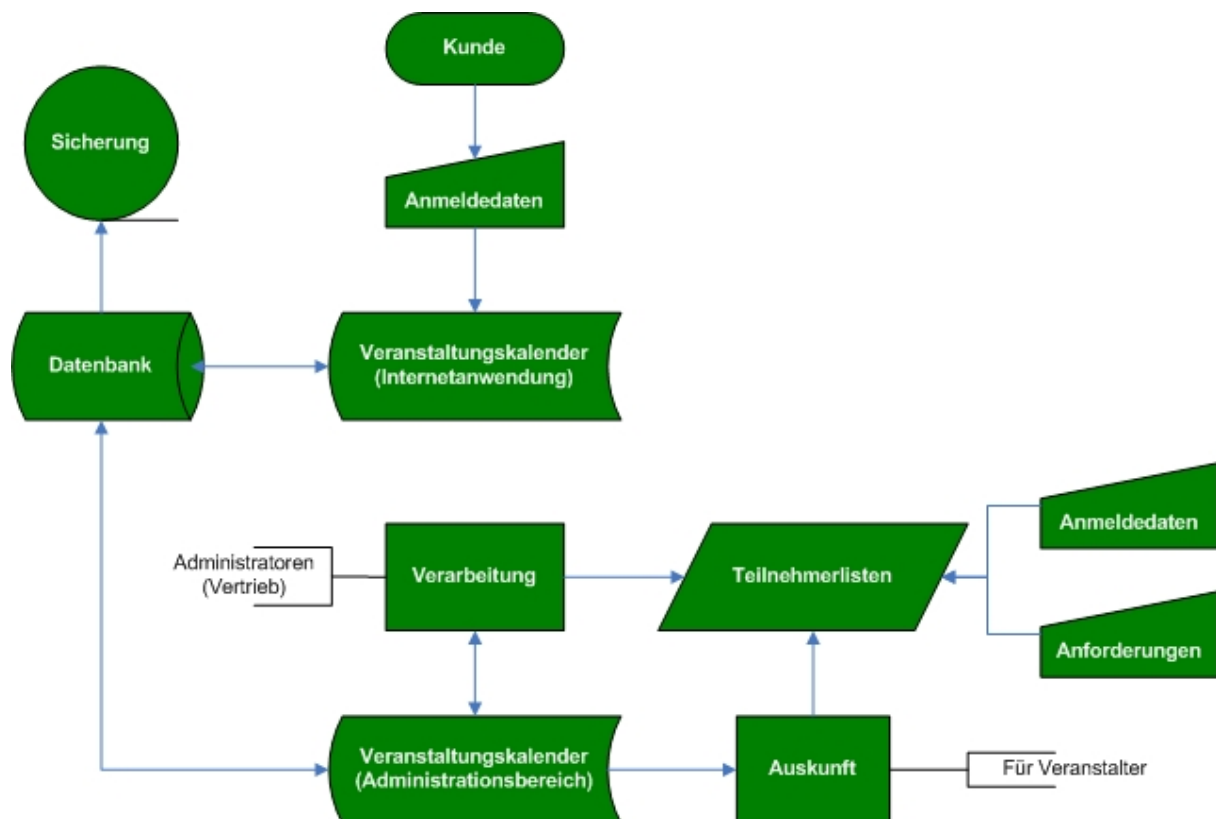 Kunde
Sicherung
Anmeldedaten
Datenbank
Veranstaltungskalender
(Internetanwendung)
Administratoren
(Vertrieb)
Verarbeitung
Teilnehmerlisten
Anmeldedaten
Anforderungen
Veranstaltungskalender
(Administrationsbereich)
Auskunft
Für Veranstalter